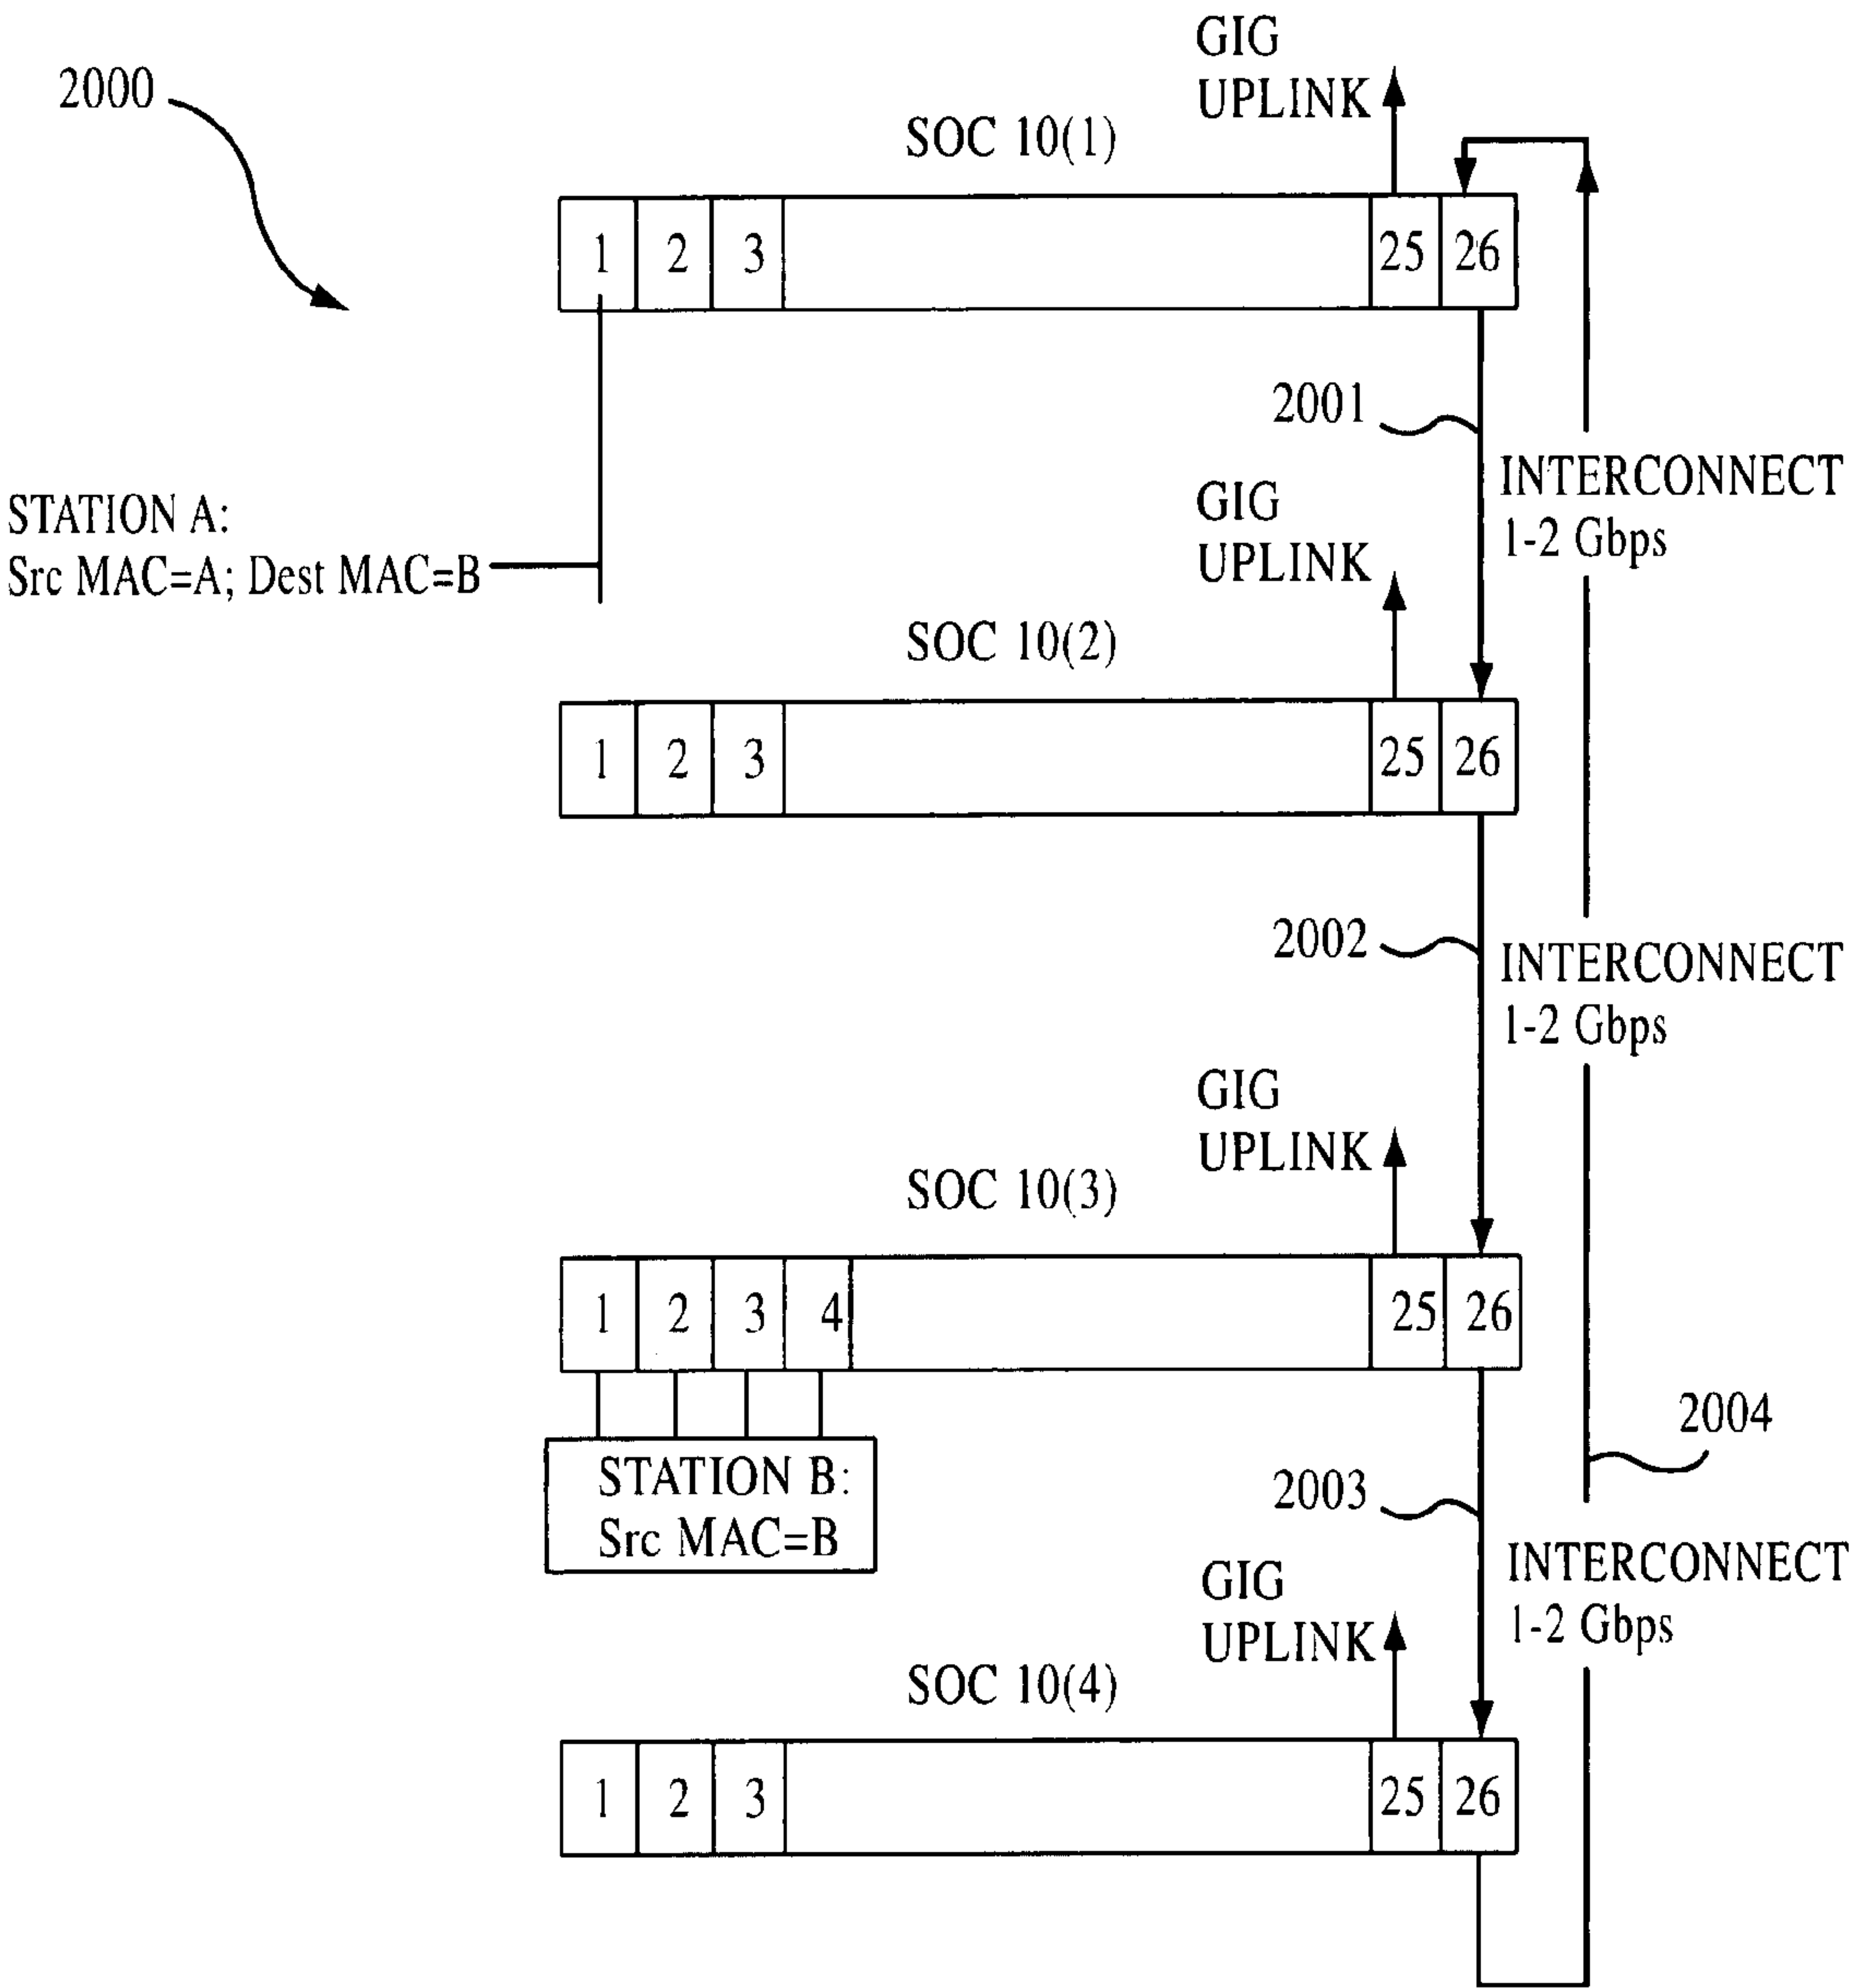 GIG
UPLINK
2000
SOC 10(1)
1 2 3 25 26
2001
INTERCONNECT
1-2 Gbps
STATION A:
Src MAC=A; Dest MAC=B
GIG
UPLINK
SOC 10(2)
1 2 3 25 26
2002
INTERCONNECT
1-2 Gbps
GIG
UPLINK
SOC 10(3)
1 2 3 4 25 26
2004
STATION B:
Src MAC=B
2003
INTERCONNECT
1-2 Gbps
GIG
UPLINK
SOC 10(4)
1 2 3 25 26